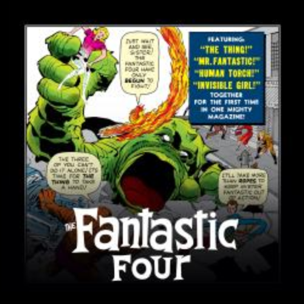 FEATURING:
"THE THING!"
"MR. FANTASTIC!"
"HUMAN TORCH!"
"INVISIBLE GIRL!"
TOGETHER
FOR THE FIRST TIME
IN ONE MIGHTY
MAGAZINE!
JUST WAIT
AND SEE,
SISTER!
THE
FANTASTIC
FOUR HAVE
ONLY
BEGUN TO
FIGHT!
THE THREE
OF YOU CAN'T
DO IT ALONE! IT'S
TIME FOR THE
THING TO TAKE
A HAND!
IT'LL TAKE MORE
THAN ROPES TO
KEEP MISTER
FANTASTIC OUT
OF ACTION!
THE
Fantastic
FOUR